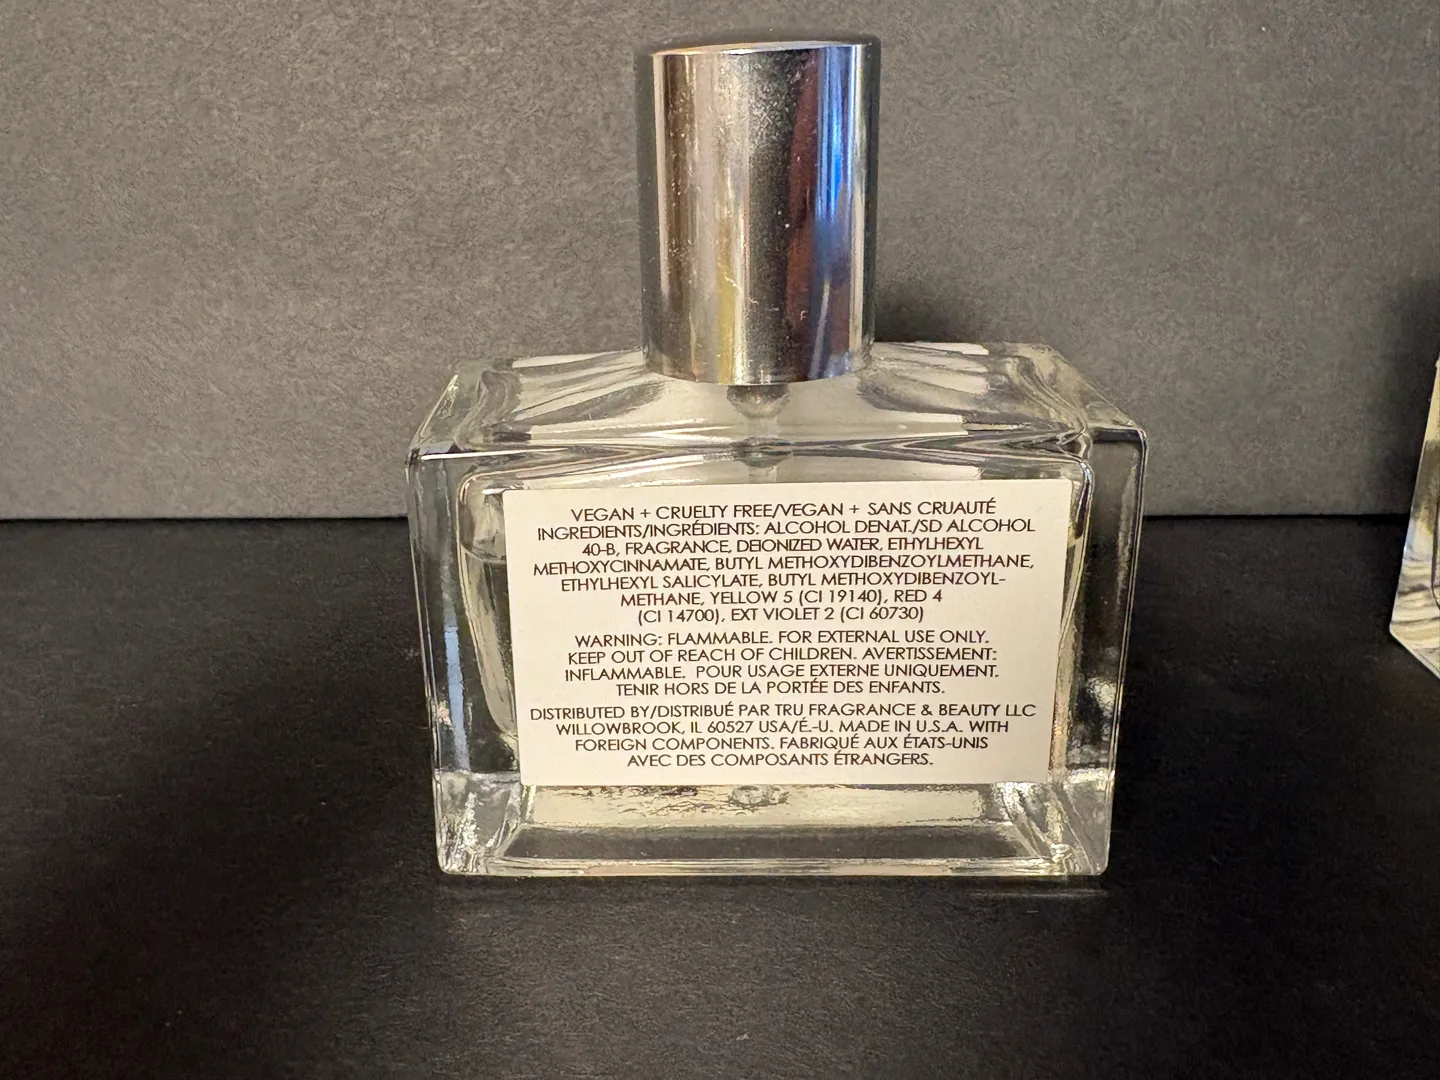 VEGAN + CRUELTY FREE/VEGAN + SANS CRUAUTÉ
INGREDIENTS/INGRÉDIENTS: ALCOHOL DENAT./SD ALCOHOL
40-B, FRAGRANCE, DEIONIZED WATER, ETHYLHEXYL
METHOXYCINNAMATE, BUTYL METHOXYDIBENZOYLMETHANE,
ETHYLHEXYL SALICYLATE, BUTYL METHOXYDIBENZOYL-
METHANE, YELLOW 5 (CI 19140), RED 4
(CI 14700), EXT VIOLET 2 (CI 60730)
WARNING: FLAMMABLE. FOR EXTERNAL USE ONLY.
KEEP OUT OF REACH OF CHILDREN. AVERTISSEMENT:
INFLAMMABLE. POUR USAGE EXTERNE UNIQUEMENT.
TENIR HORS DE LA PORTÉE DES ENFANTS.
DISTRIBUTED BY/DISTRIBUÉ PAR TRU FRAGRANCE & BEAUTY LLC
WILLOWBROOK, IL 60527 USA/É.-U. MADE IN U.S.A. WITH
FOREIGN COMPONENTS. FABRIQUÉ AUX ÉTATS-UNIS
AVEC DES COMPOSANTS ÉTRANGERS.